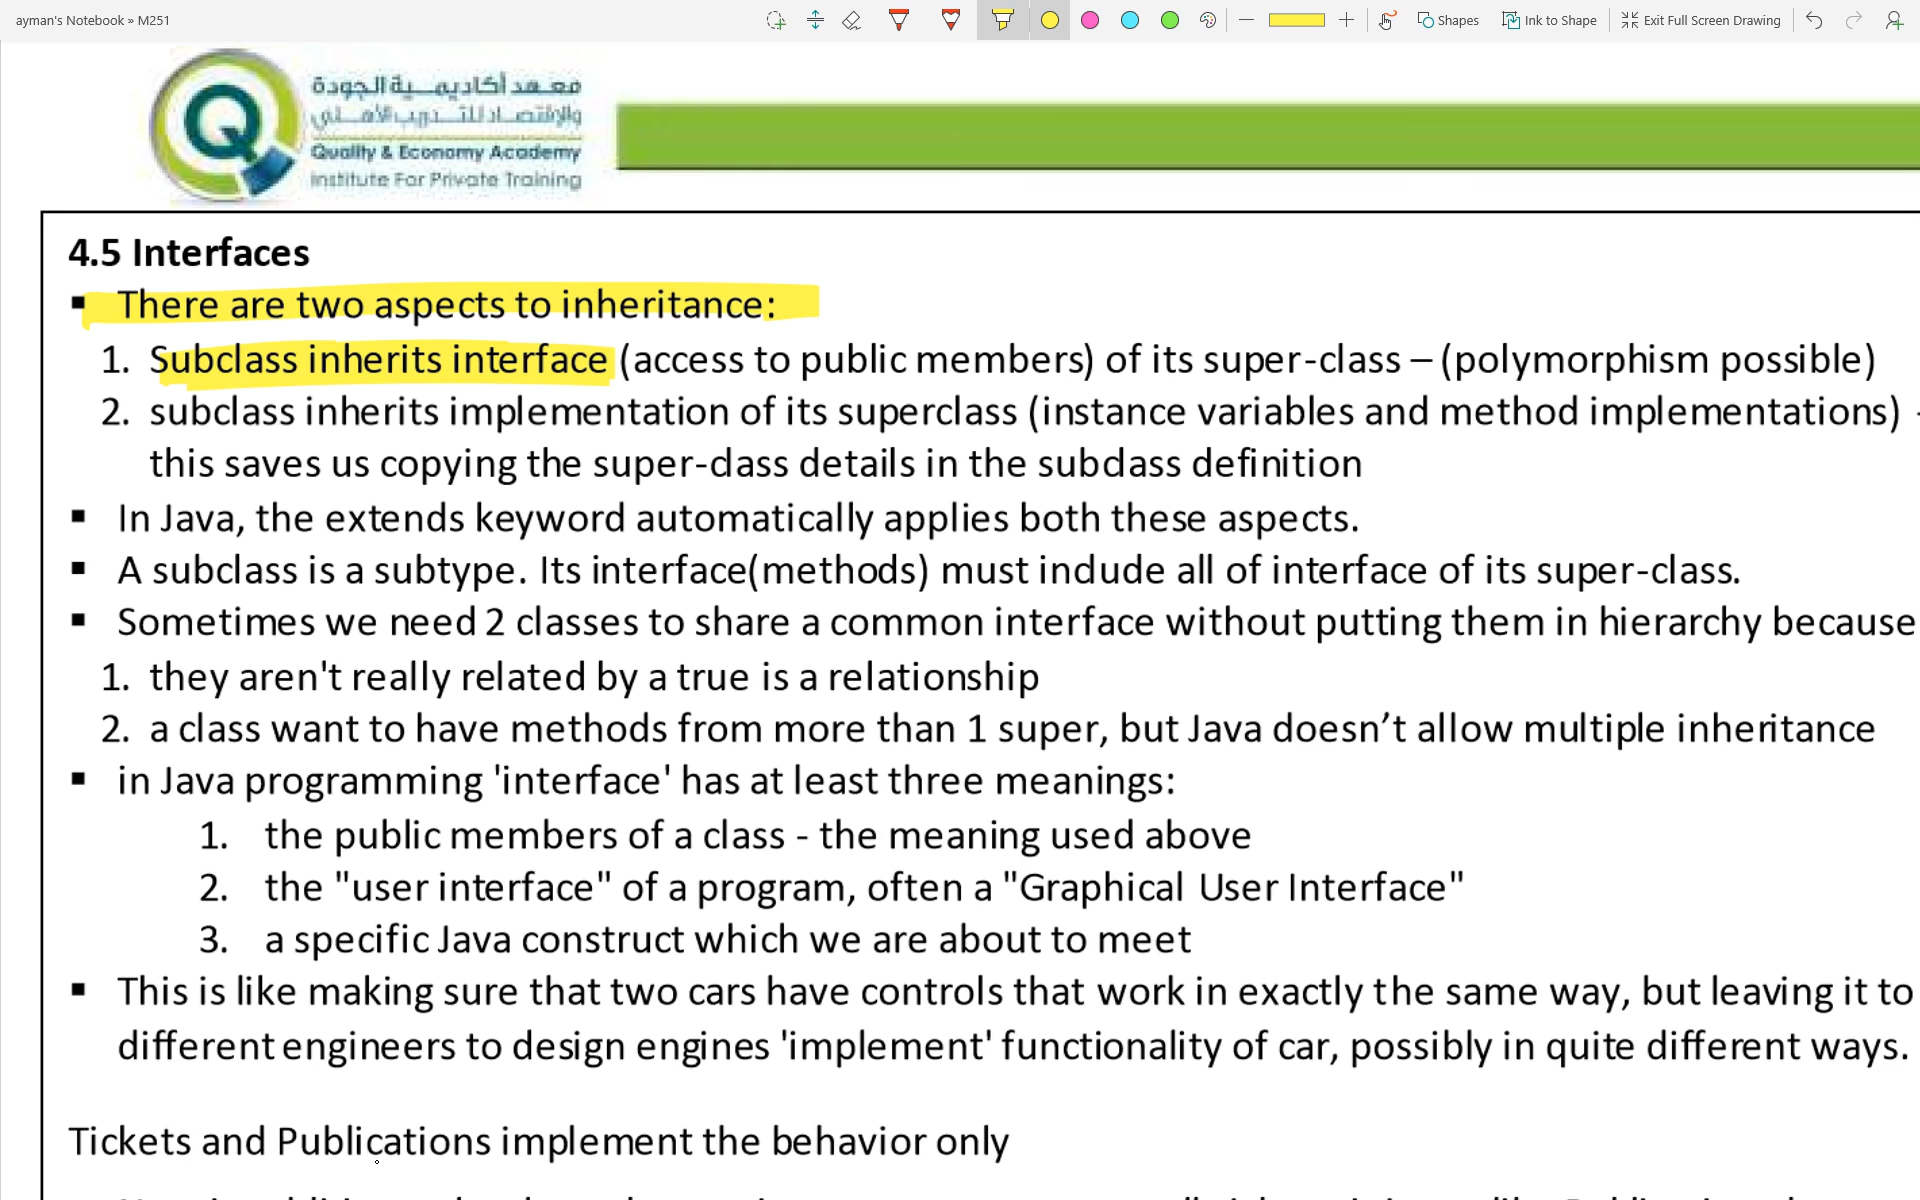 ayman's Notebook » M251
Shapes
Ink to Shape
Exit Full Screen Drawing
معهد أكاديمية الجودة
والاقتصاد للتدريب الأهلي
Quality & Economy Academy
Institute For Private Training
4.5 Interfaces
▪ There are two aspects to inheritance:
1. Subclass inherits interface (access to public members) of its super-class – (polymorphism possible)
2. subclass inherits implementation of its superclass (instance variables and method implementations) -
this saves us copying the super-class details in the subclass definition
▪ In Java, the extends keyword automatically applies both these aspects.
▪ A subclass is a subtype. Its interface(methods) must include all of interface of its super-class.
▪ Sometimes we need 2 classes to share a common interface without putting them in hierarchy because
1. they aren't really related by a true is a relationship
2. a class want to have methods from more than 1 super, but Java doesn’t allow multiple inheritance
▪ in Java programming 'interface' has at least three meanings:
1. the public members of a class - the meaning used above
2. the "user interface" of a program, often a "Graphical User Interface"
3. a specific Java construct which we are about to meet
▪ This is like making sure that two cars have controls that work in exactly the same way, but leaving it to
different engineers to design engines 'implement' functionality of car, possibly in quite different ways.
Tickets and Publications implement the behavior only